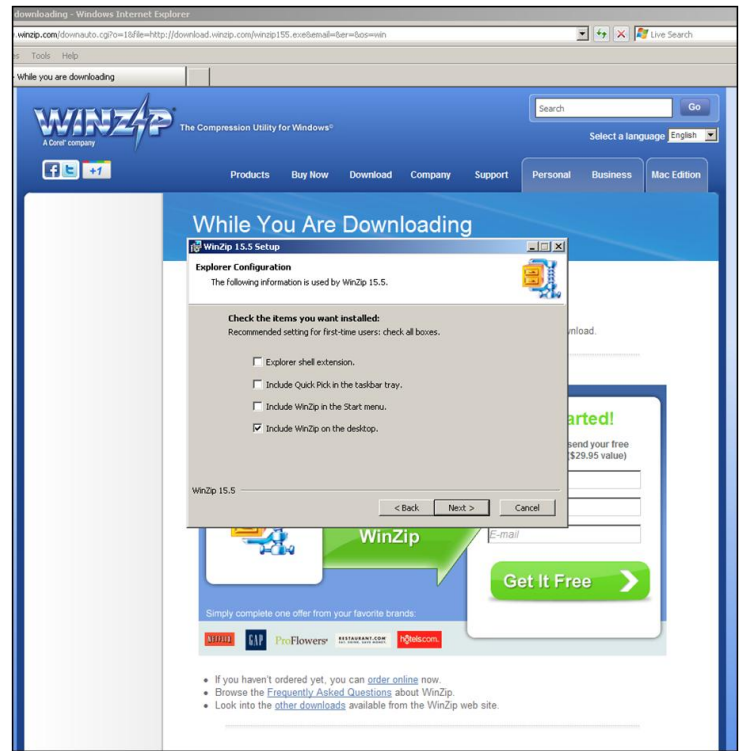 downloading - Windows Internet Explorer
.winzip.com/downauto.cgi?o=1&file=http://download.winzip.com/winzip155.exe&email=&er=&os=win
Live Search
es Tools Help
While you are downloading
WINZIP
A Corel® company
The Compression Utility for Windows®
Search
Go
Select a language English
+1
Products Buy Now Download Company Support Personal Business Mac Edition
While You Are Downloading
WinZip 15.5 Setup
Explorer Configuration
The following information is used by WinZip 15.5.
Check the items you want installed:
Recommended setting for first-time users: check all boxes.
wnload.
Explorer shell extension.
Include Quick Pick in the taskbar tray.
Include WinZip in the Start menu.
Include WinZip on the desktop.
arted!
send your free
($29.95 value)
WinZip 15.5
< Back Next > Cancel
WinZip
E-mail
Get It Free
Simply complete one offer from your favorite brands:
NETFLIX GAP ProFlowers RESTAURANT.COM hotels.com
If you haven't ordered yet, you can order online now.
Browse the Frequently Asked Questions about WinZip.
Look into the other downloads available from the WinZip web site.